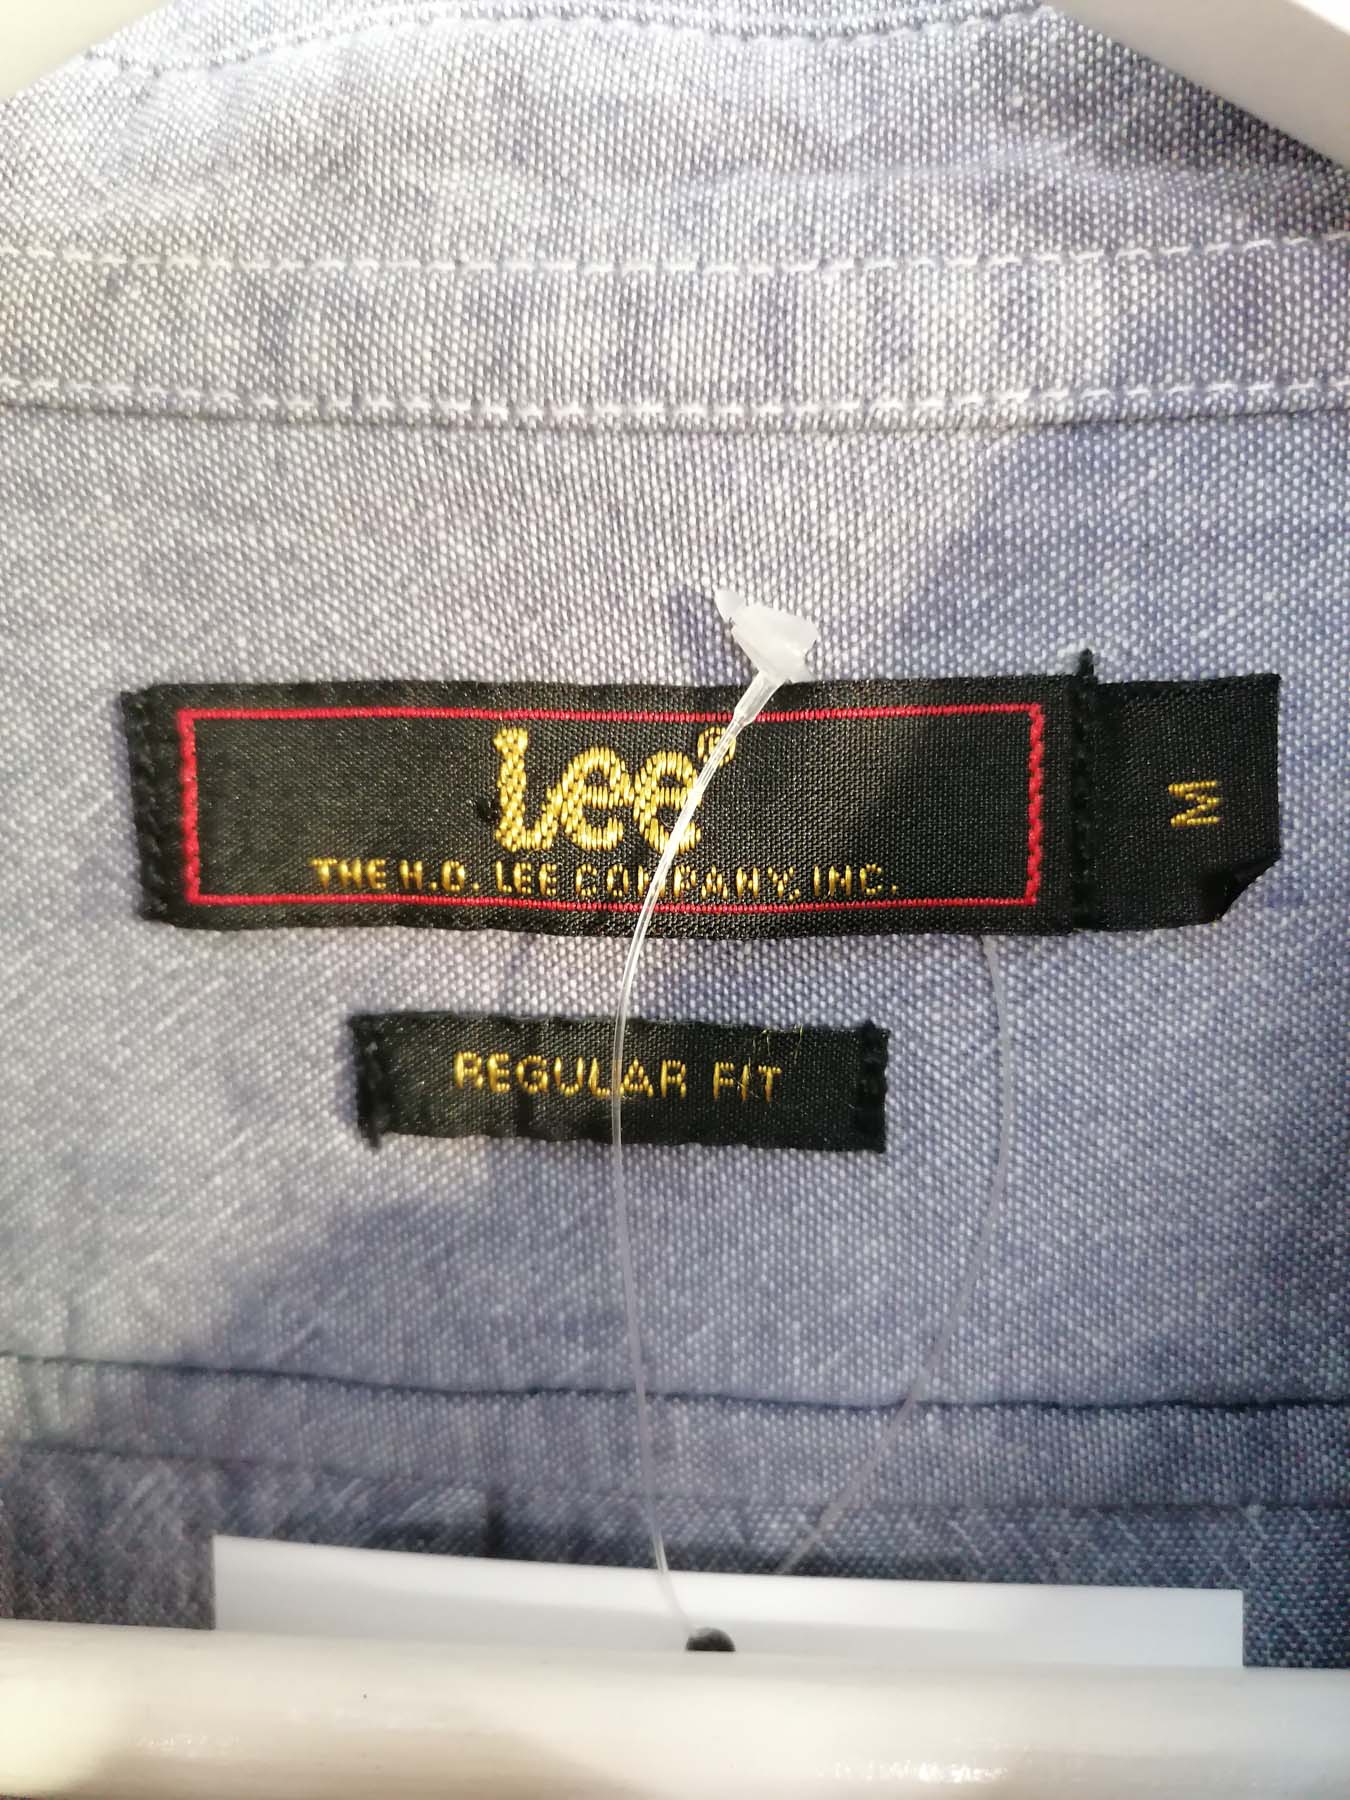 Lee®
THE H.D. LEE COMPANY, INC.
M
REGULAR FIT